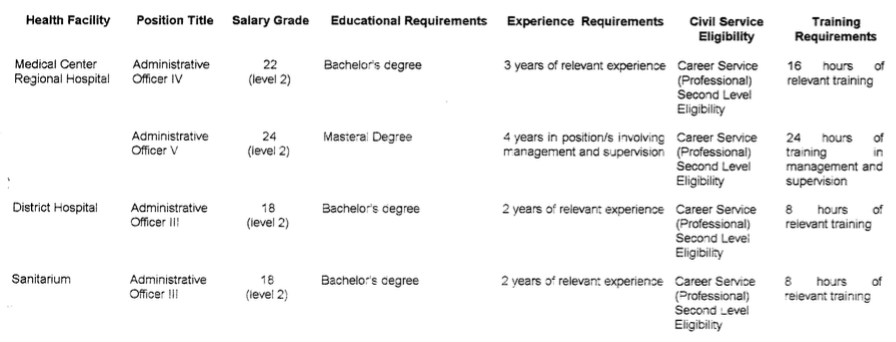 Health Facility Position Title Salary Grade Educational Requirements Experience Requirements Civil Service Training
Eligibility Requirements
Medical Center Administrative 22 Bachelor's degree 3 years of relevant experience Career Service 16 hours of
Regional Hospital Officer IV (level 2) (Professional) relevant training
Second Level
Eligibility
Administrative 24 Masteral Degree 4 years in position/s involving Career Service 24 hours of
Officer V (level 2) management and supervision (Professional) training in
Second Level management and
Eligibility supervision
District Hospital Administrative 18 Bachelor's degree 2 years of relevant experience Career Service 8 hours of
Officer III (level 2) (Professional) relevant training
Second Level
Eligibility
Sanitarium Administrative 18 Bachelor's degree 2 years of relevant experience Career Service 8 hours of
Officer III (level 2) (Professional) relevant training
Second Level
Eligibility